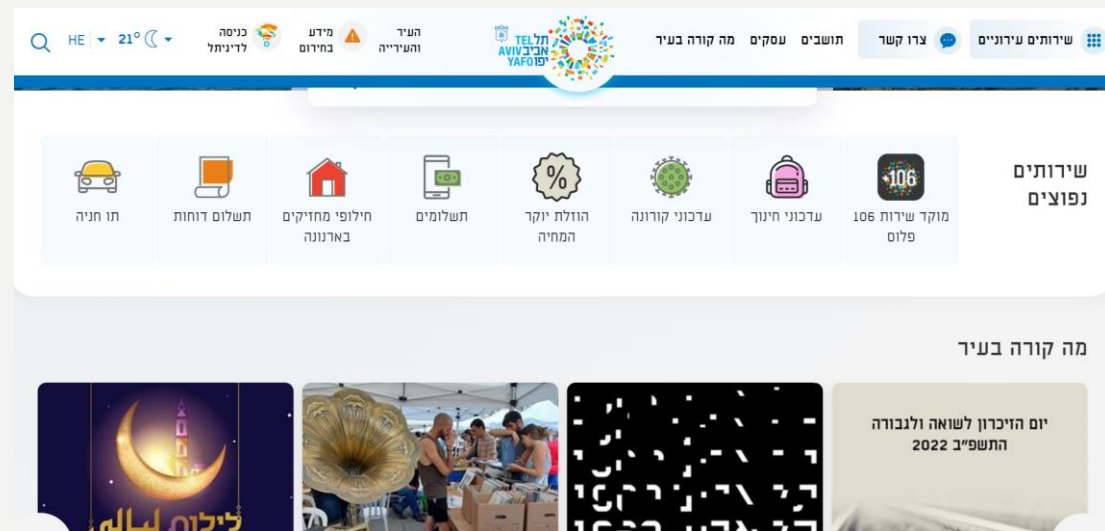 שירותים עירוניים
צרו קשר
תושבים
עסקים
מה קורה בעיר
תל TEL
אביב AVIV
יפו YAFO
העיר
והעירייה
מידע
בחירום
כניסה
לדיגיתל
21°
HE
שירותים
נפוצים
106+
מוקד שירות 106
פלוס
עדכוני חינוך
עדכוני קורונה
%
הוזלת יוקר
המחיה
תשלומים
חילופי מחזיקים
בארנונה
תשלום דוחות
תו חניה
מה קורה בעיר
יום הזיכרון לשואה ולגבורה
התשפ״ב 2022